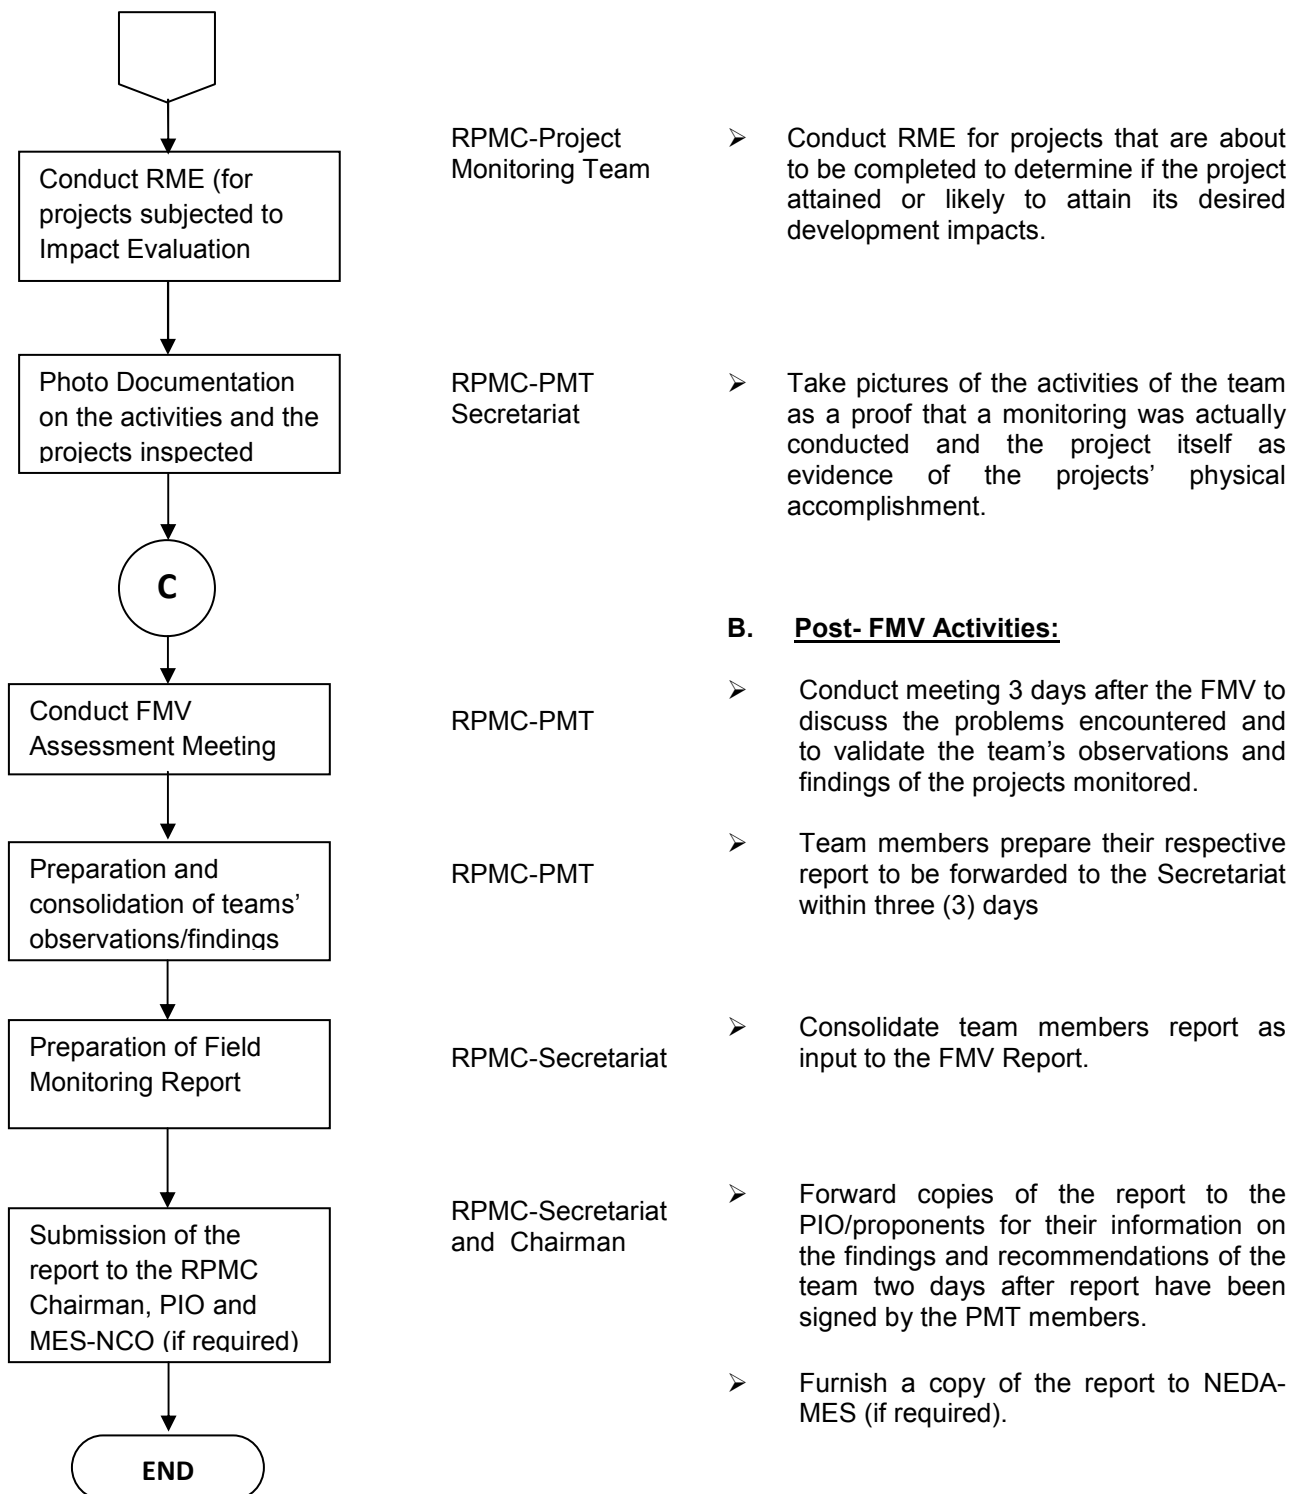 Conduct RME (for
projects subjected to
Impact Evaluation
RPMC-Project
Monitoring Team
➢ Conduct RME for projects that are about
to be completed to determine if the project
attained or likely to attain its desired
development impacts.
Photo Documentation
on the activities and the
projects inspected
RPMC-PMT
Secretariat
➢ Take pictures of the activities of the team
as a proof that a monitoring was actually
conducted and the project itself as
evidence of the projects’ physical
accomplishment.
C
B. Post- FMV Activities:
Conduct FMV
Assessment Meeting
RPMC-PMT
➢ Conduct meeting 3 days after the FMV to
discuss the problems encountered and
to validate the team’s observations and
findings of the projects monitored.
Preparation and
consolidation of teams’
observations/findings
RPMC-PMT
➢ Team members prepare their respective
report to be forwarded to the Secretariat
within three (3) days
Preparation of Field
Monitoring Report
RPMC-Secretariat
➢ Consolidate team members report as
input to the FMV Report.
Submission of the
report to the RPMC
Chairman, PIO and
MES-NCO (if required)
RPMC-Secretariat
and Chairman
➢ Forward copies of the report to the
PIO/proponents for their information on
the findings and recommendations of the
team two days after report have been
signed by the PMT members.
➢ Furnish a copy of the report to NEDA-
MES (if required).
END